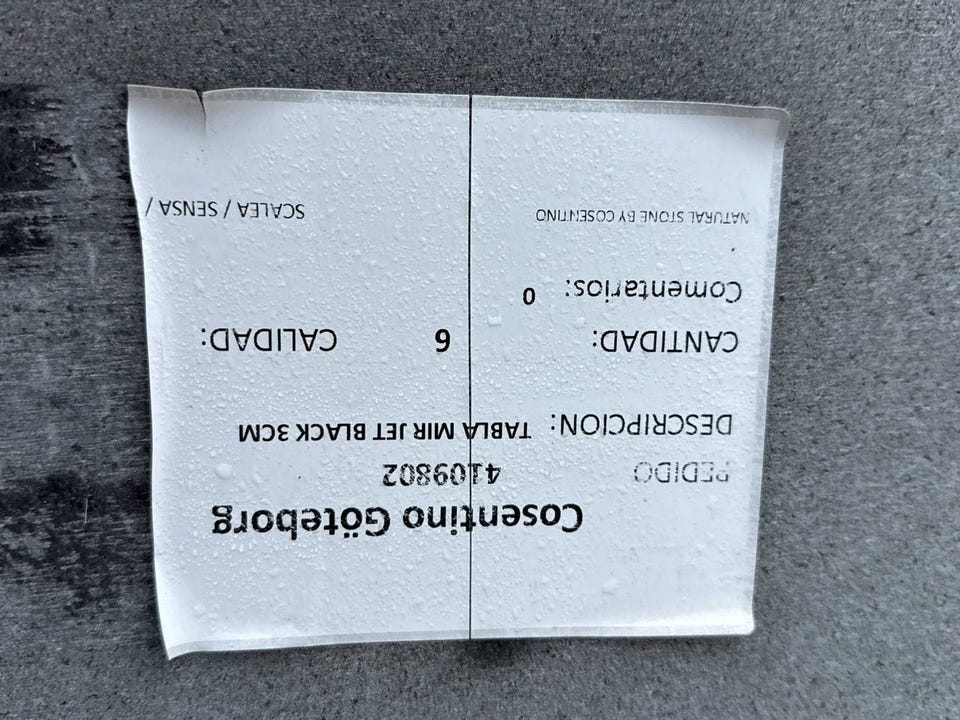 Cosentino Göteborg
PEDIDO 4109802
DESCRIPCION: TABLA MIR JET BLACK 3CM
CANTIDAD: 6 CALIDAD:
Comentarios: 0
NATURAL STONE BY COSENTINO SCALEA / SENSA /